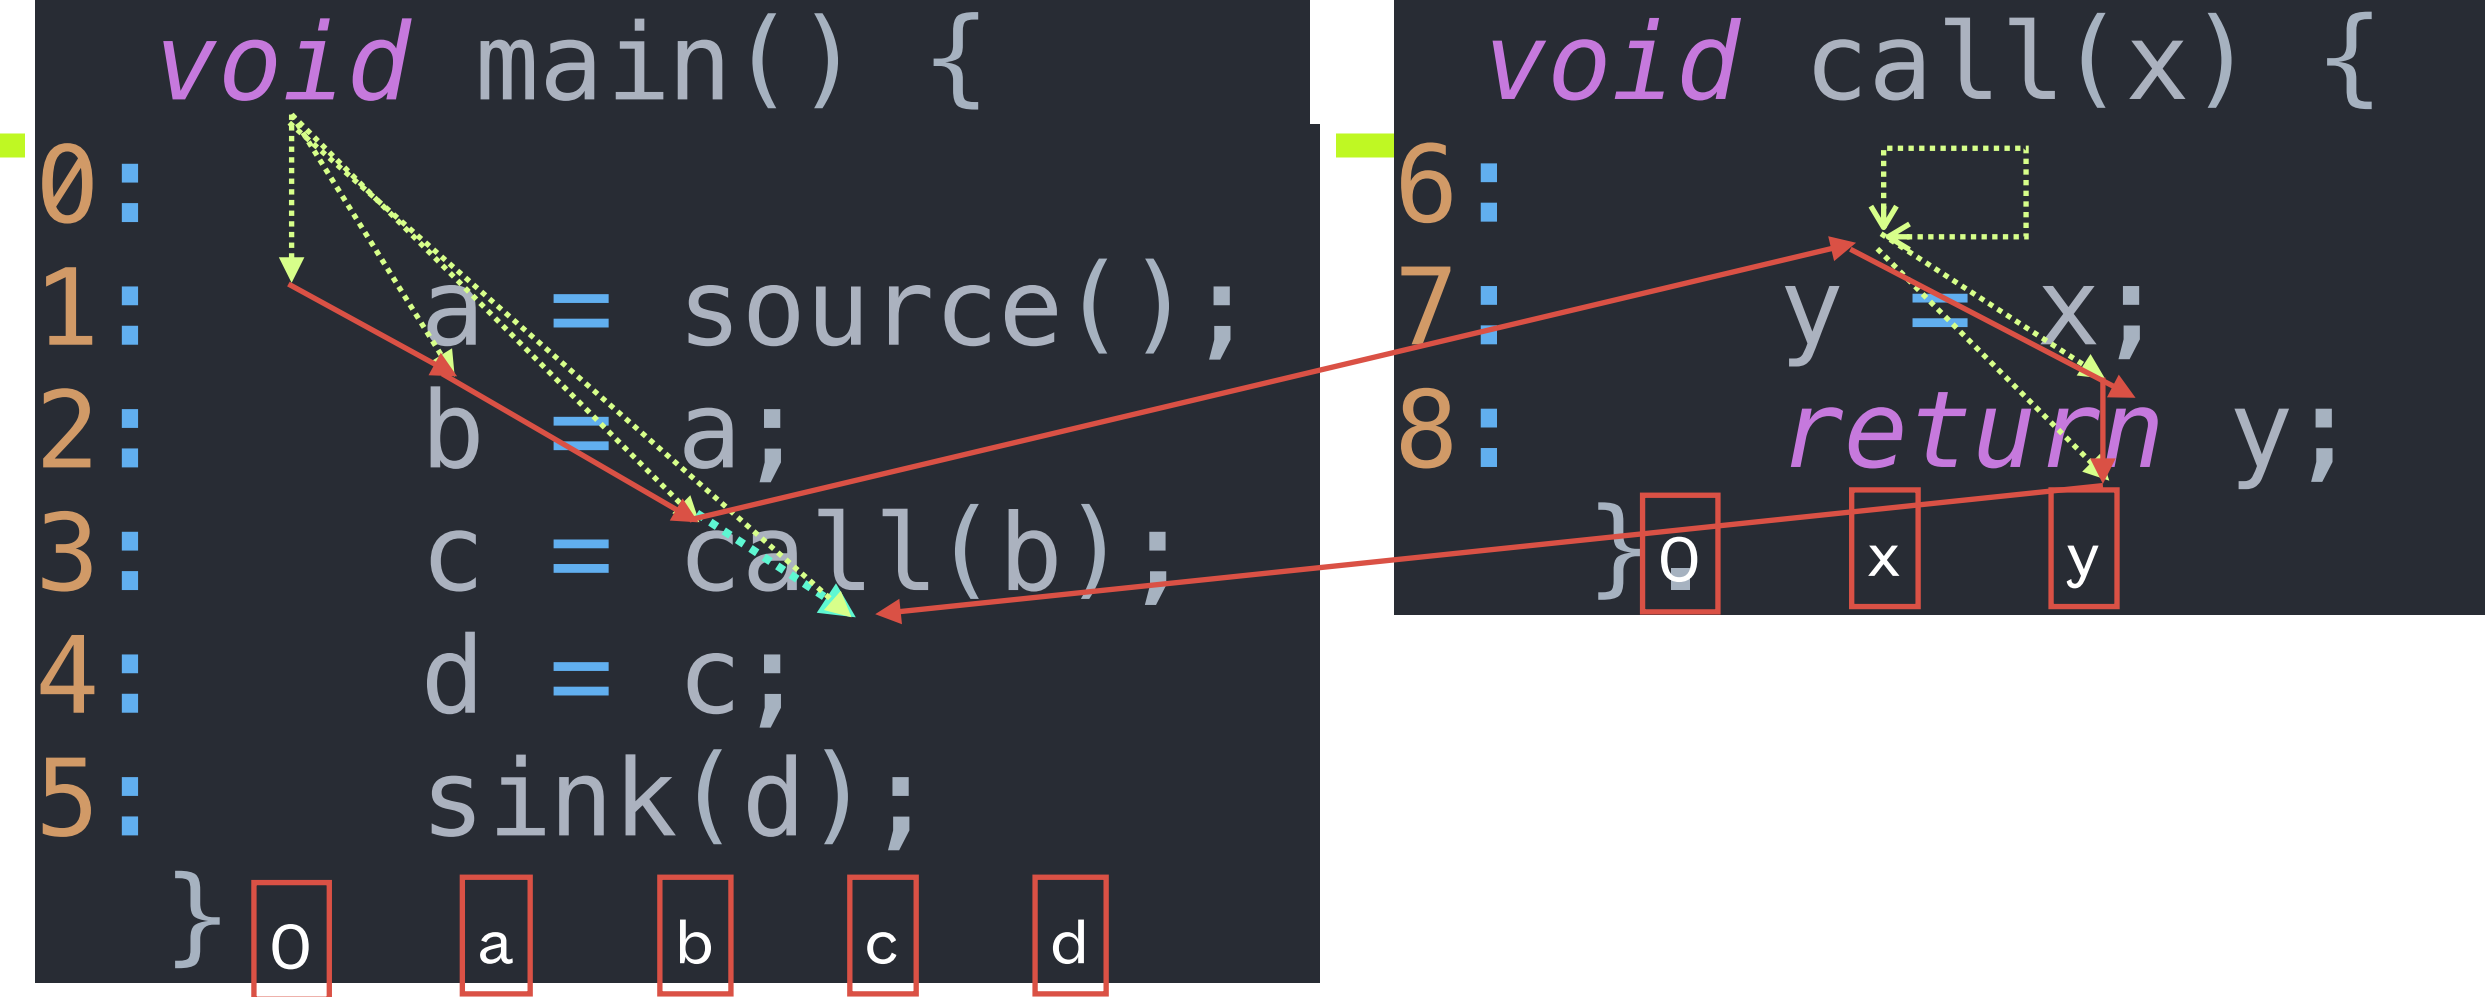 void main() {
0:
1: a = source();
2: b = a;
3: c = call(b);
4: d = c;
5: sink(d);
}
0 a b c d
void call(x) {
6:
7: y = x;
8: return y;
}
0 x y